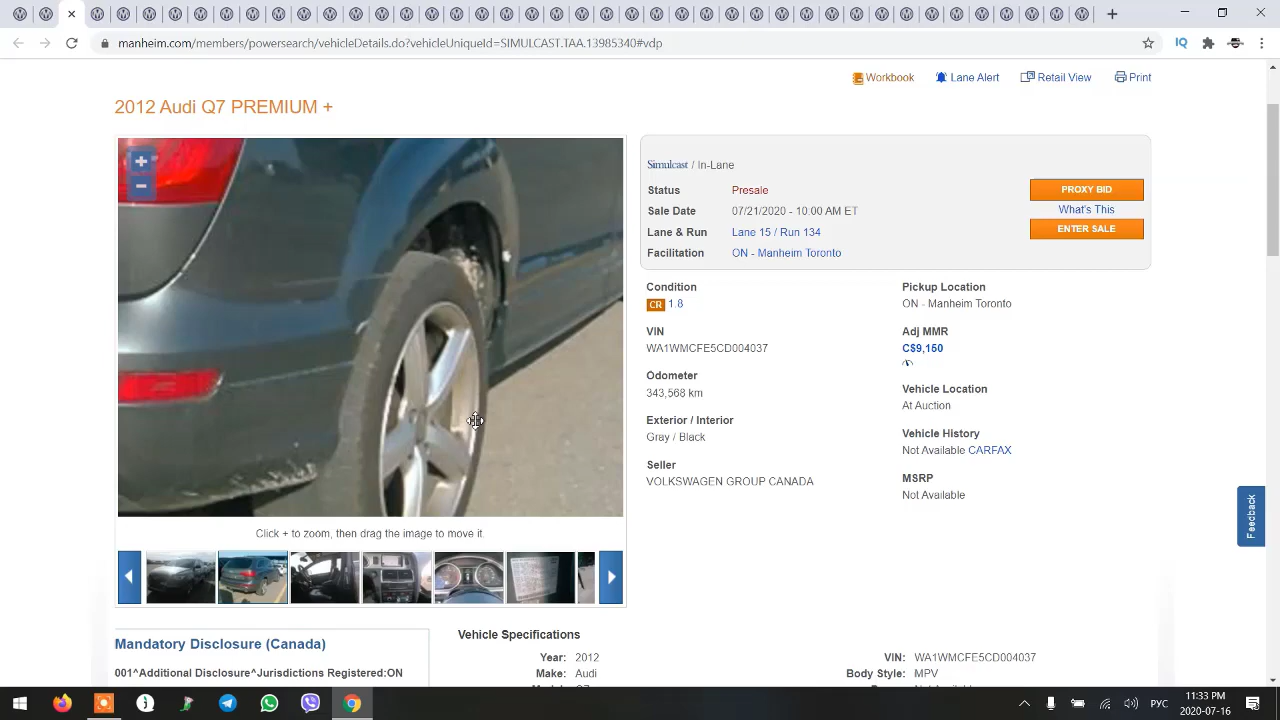 manheim.com/members/powersearch/vehicleDetails.do?vehicleUniqueId=SIMULCAST.TAA.13985340#vdp
IQ
Workbook
Lane Alert
Retail View
Print
2012 Audi Q7 PREMIUM +
+
−
Simulcast / In-Lane
Status Presale
Sale Date 07/21/2020 - 10:00 AM ET
Lane & Run Lane 15 / Run 134
Facilitation ON - Manheim Toronto
PROXY BID
What's This
ENTER SALE
Condition
CR 1.8
VIN
WA1WMCFE5CD004037
Odometer
343,568 km
Exterior / Interior
Gray / Black
Seller
VOLKSWAGEN GROUP CANADA
Pickup Location
ON - Manheim Toronto
Adj MMR
C$9,150
Vehicle Location
At Auction
Vehicle History
Not Available CARFAX
MSRP
Not Available
Feedback
Click + to zoom, then drag the image to move it.
Mandatory Disclosure (Canada)
001^Additional Disclosure^Jurisdictions Registered:ON
Vehicle Specifications
Year: 2012
Make: Audi
VIN: WA1WMCFE5CD004037
Body Style: MPV
РУС
11:33 PM
2020-07-16